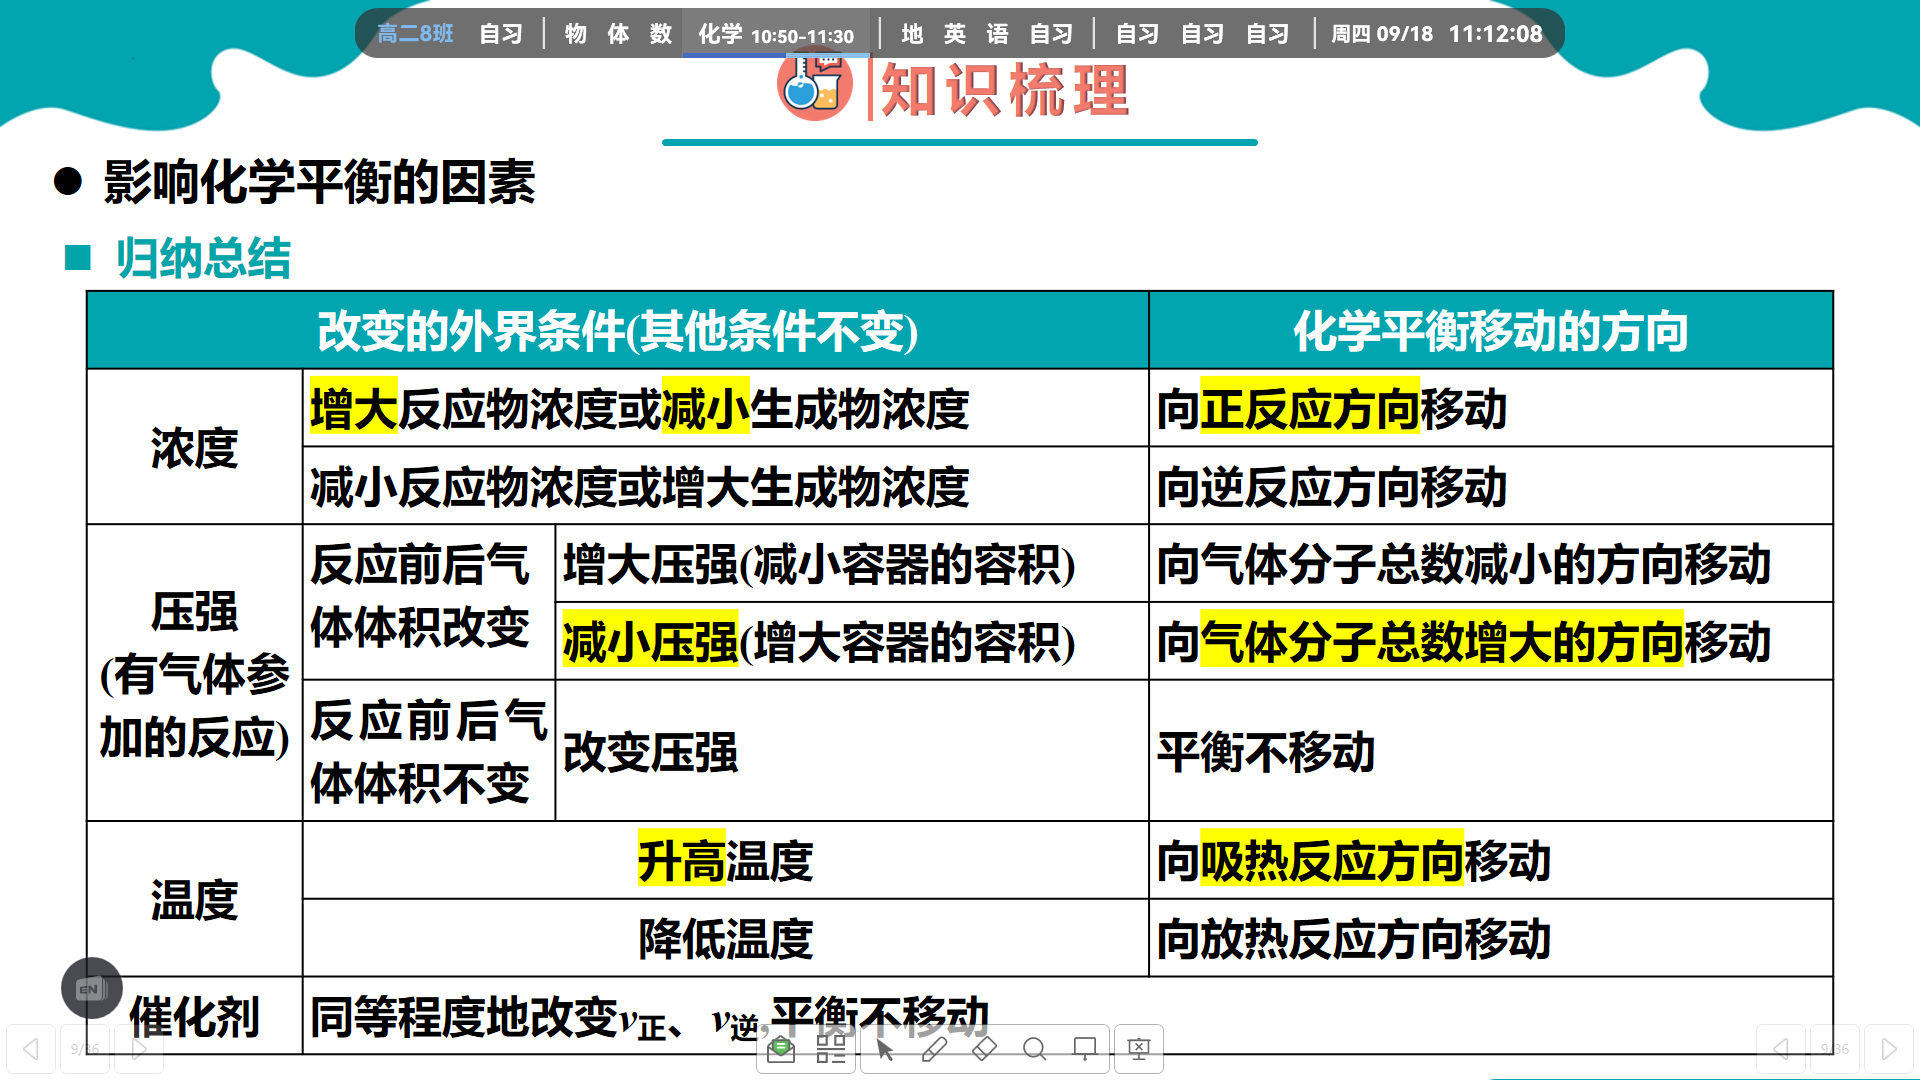 高二8班 自习 物 体 数 化学 10:50-11:30 地 英 语 自习 自习 自习 自习 周四 09/18 11:12:08
知识梳理
● 影响化学平衡的因素
■ 归纳总结
改变的外界条件(其他条件不变) 化学平衡移动的方向
浓度
增大反应物浓度或减小生成物浓度 向正反应方向移动
减小反应物浓度或增大生成物浓度 向逆反应方向移动
压强
(有气体参
加的反应)
反应前后气
体体积改变
增大压强(减小容器的容积) 向气体分子总数减小的方向移动
减小压强(增大容器的容积) 向气体分子总数增大的方向移动
反应前后气
体体积不变
改变压强 平衡不移动
温度
升高温度 向吸热反应方向移动
降低温度 向放热反应方向移动
EN
催化剂 同等程度地改变v正、v逆,平衡不移动
9/36 9/36